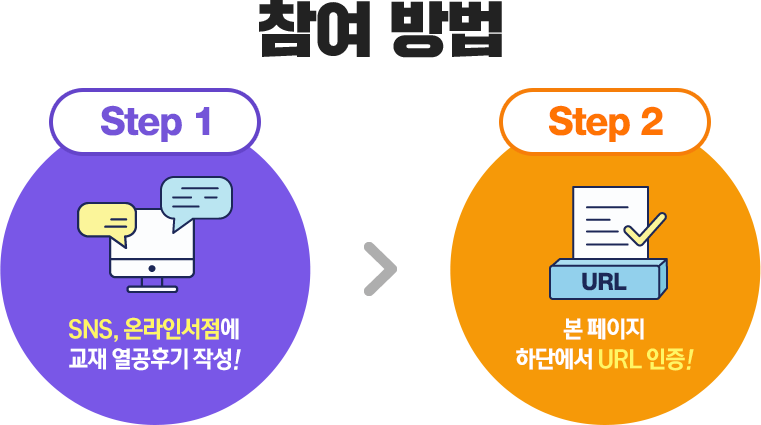 참여 방법
Step 1
SNS, 온라인서점에
교재 열공후기 작성!
Step 2
URL
본 페이지
하단에서 URL 인증!